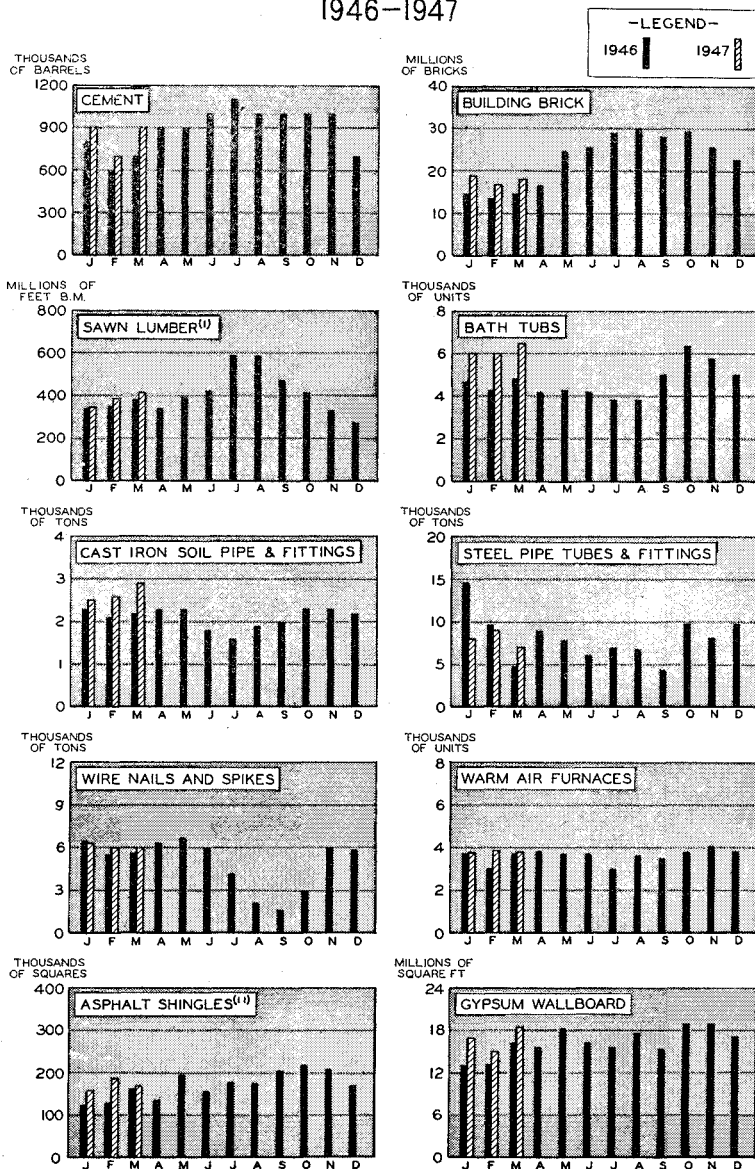 1946–1947
–LEGEND–
1946 1947
THOUSANDS
OF BARRELS
CEMENT
1200
900
600
300
0
J F M A M J J A S O N D
MILLIONS
OF BRICKS
BUILDING BRICK
40
30
20
10
0
J F M A M J J A S O N D
MILLIONS OF
FEET B.M.
SAWN LUMBER(I)
800
600
400
200
0
J F M A M J J A S O N D
THOUSANDS
OF UNITS
BATH TUBS
8
6
4
2
0
J F M A M J J A S O N D
THOUSANDS
OF TONS
CAST IRON SOIL PIPE & FITTINGS
4
3
2
1
0
J F M A M J J A S O N D
THOUSANDS
OF TONS
STEEL PIPE TUBES & FITTINGS
20
15
10
5
0
J F M A M J J A S O N D
THOUSANDS
OF TONS
WIRE NAILS AND SPIKES
12
9
6
3
0
J F M A M J J A S O N D
THOUSANDS
OF UNITS
WARM AIR FURNACES
8
6
4
2
0
J F M A M J J A S O N D
THOUSANDS
OF SQUARES
ASPHALT SHINGLES(II)
400
300
200
100
0
J F M A M J J A S O N D
MILLIONS OF
SQUARE FT
GYPSUM WALLBOARD
24
18
12
6
0
J F M A M J J A S O N D